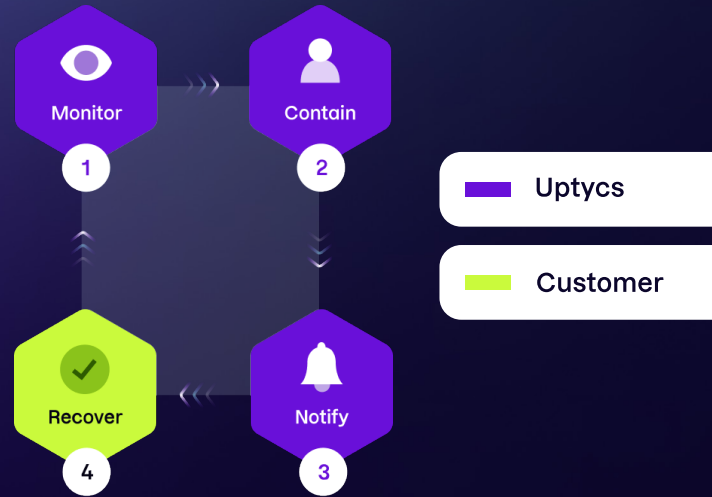 Monitor
1
Contain
2
Uptycs
Customer
Recover
4
Notify
3